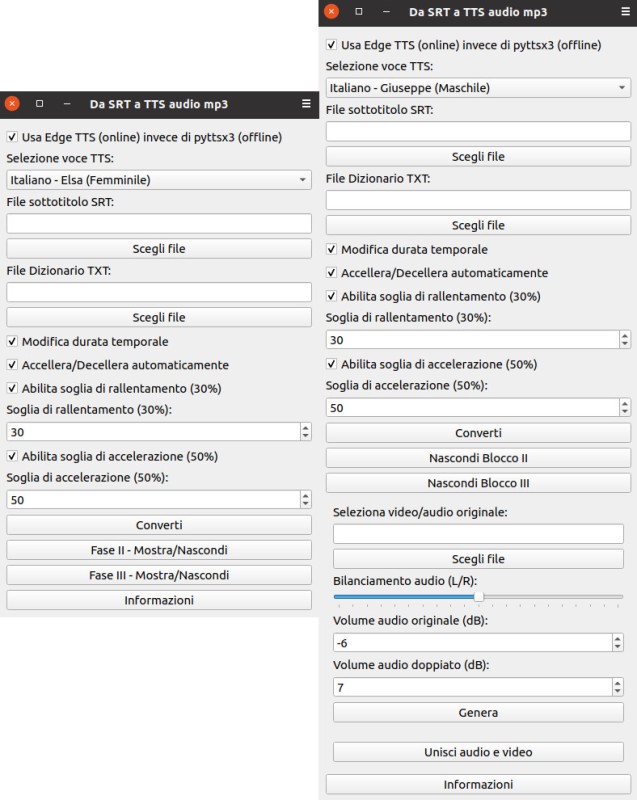 Da SRT a TTS audio mp3
Usa Edge TTS (online) invece di pyttsx3 (offline)
Selezione voce TTS:
Italiano - Elsa (Femminile)
File sottotitolo SRT:
Scegli file
File Dizionario TXT:
Scegli file
Modifica durata temporale
Accellera/Decellera automaticamente
Abilita soglia di rallentamento (30%)
Soglia di rallentamento (30%):
30
Abilita soglia di accelerazione (50%)
Soglia di accelerazione (50%):
50
Converti
Fase II - Mostra/Nascondi
Fase III - Mostra/Nascondi
Informazioni
Da SRT a TTS audio mp3
Usa Edge TTS (online) invece di pyttsx3 (offline)
Selezione voce TTS:
Italiano - Giuseppe (Maschile)
File sottotitolo SRT:
Scegli file
File Dizionario TXT:
Scegli file
Modifica durata temporale
Accellera/Decellera automaticamente
Abilita soglia di rallentamento (30%)
Soglia di rallentamento (30%):
30
Abilita soglia di accelerazione (50%)
Soglia di accelerazione (50%):
50
Converti
Nascondi Blocco II
Nascondi Blocco III
Seleziona video/audio originale:
Scegli file
Bilanciamento audio (L/R):
Volume audio originale (dB):
-6
Volume audio doppiato (dB):
7
Genera
Unisci audio e video
Informazioni